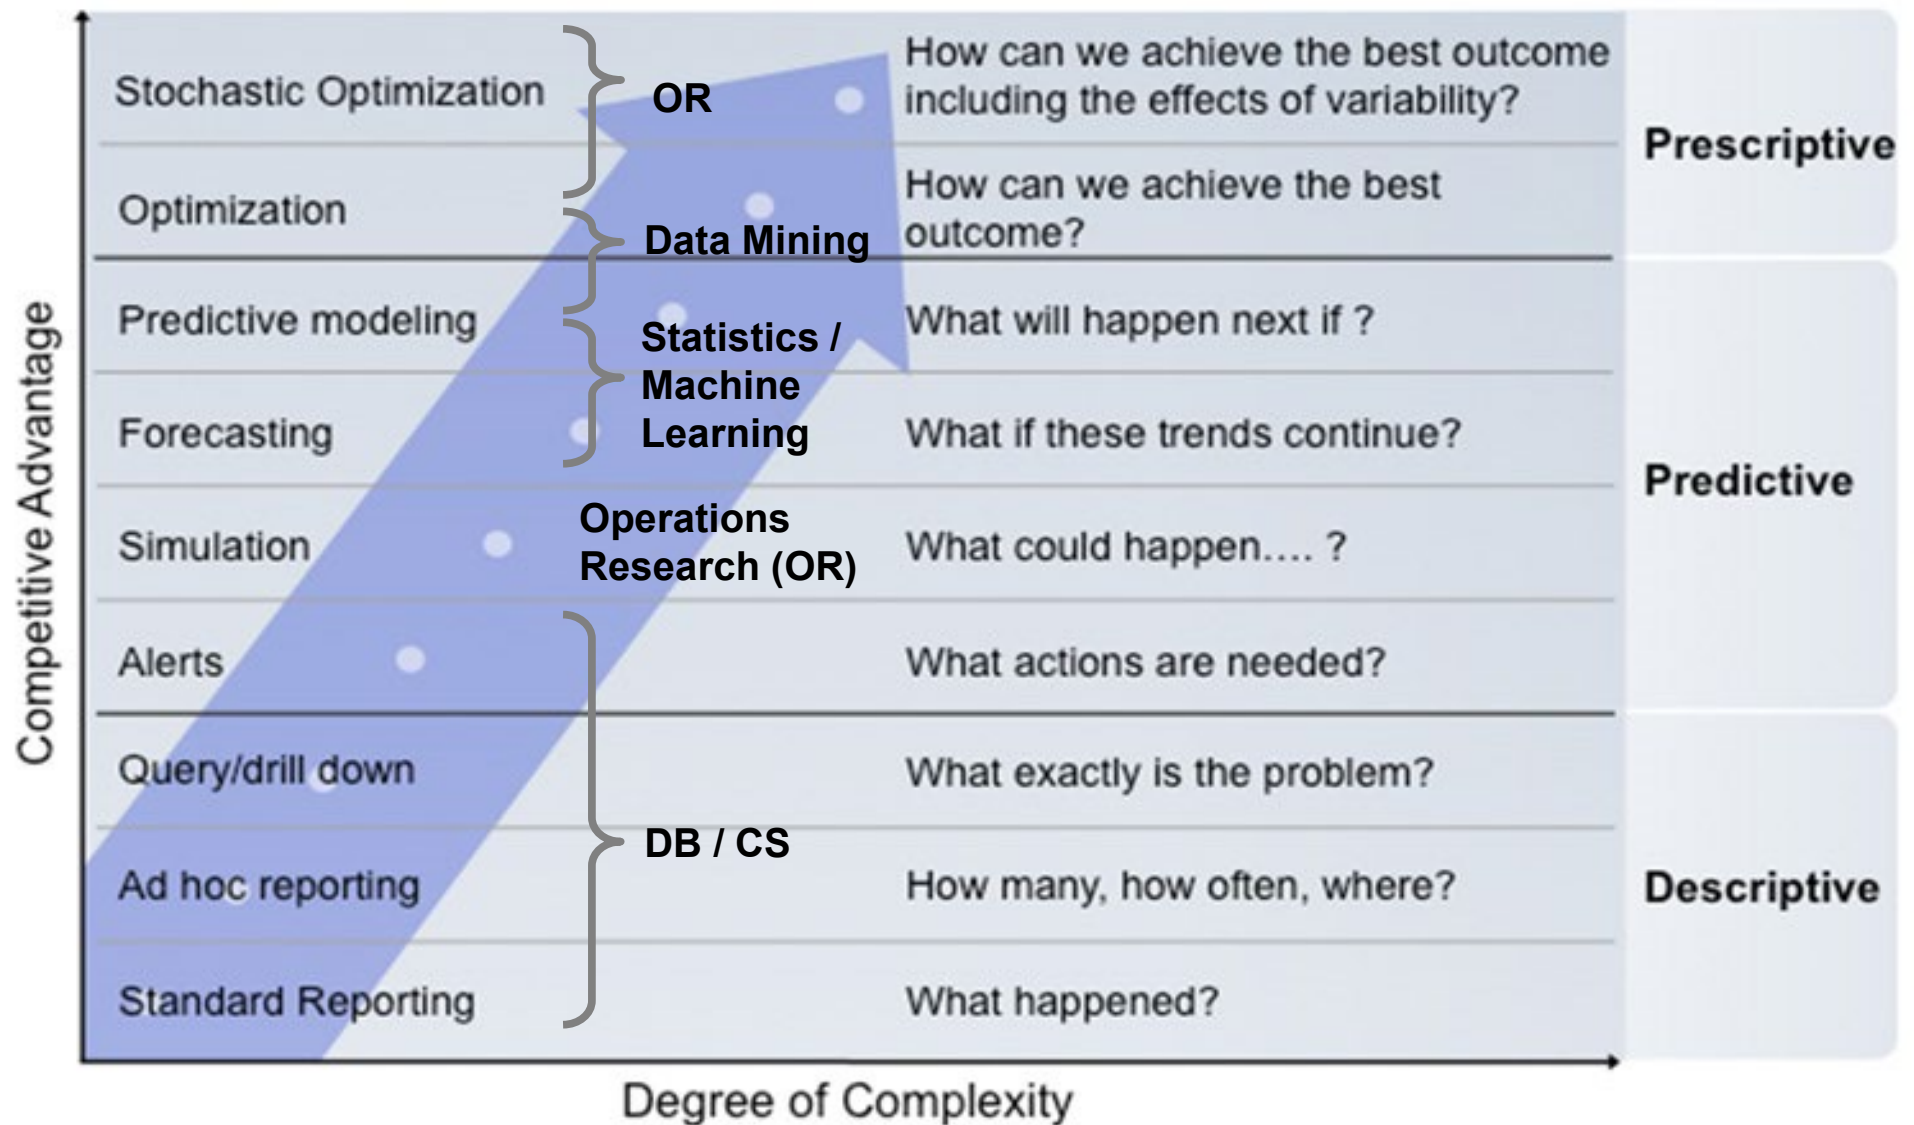 Competitive Advantage
Stochastic Optimization
OR
How can we achieve the best outcome
including the effects of variability?
Prescriptive
Optimization
Data Mining
How can we achieve the best
outcome?
Predictive modeling
Statistics /
Machine
Learning
What will happen next if ?
Forecasting
What if these trends continue?
Predictive
Simulation
Operations
Research (OR)
What could happen.... ?
Alerts
What actions are needed?
Query/drill down
What exactly is the problem?
DB / CS
Ad hoc reporting
How many, how often, where?
Descriptive
Standard Reporting
What happened?
Degree of Complexity